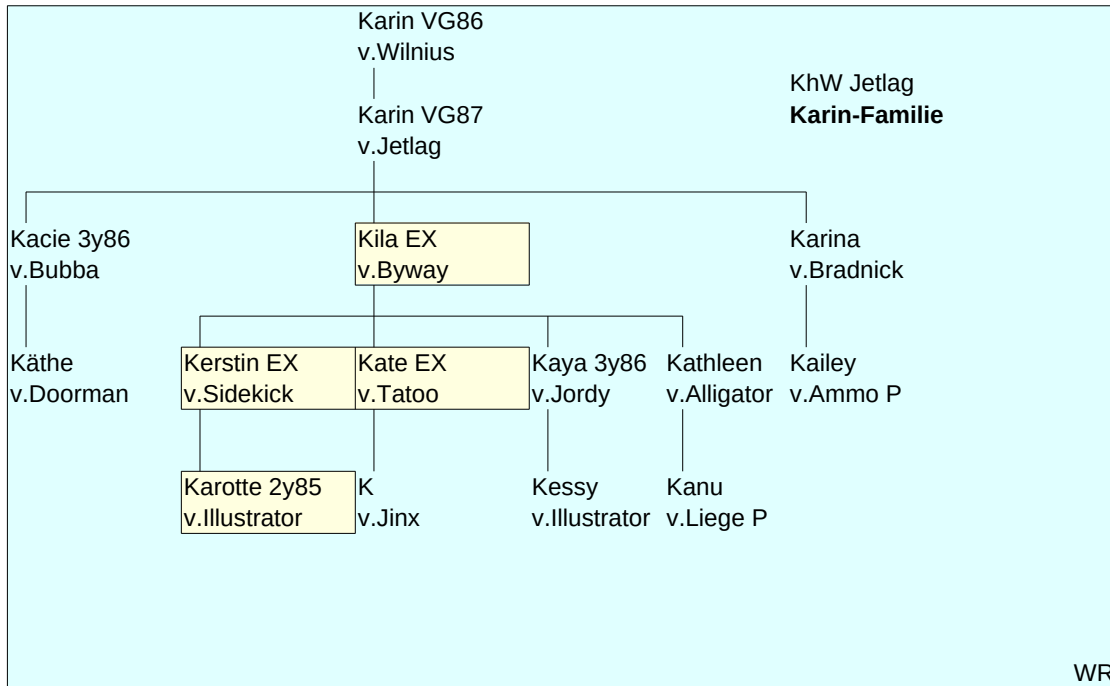 Karin VG86
v.Wilnius
KhW Jetlag
Karin-Familie
Karin VG87
v.Jetlag
Kacie 3y86
v.Bubba
Kila EX
v.Byway
Karina
v.Bradnick
Käthe
v.Doorman
Kerstin EX
v.Sidekick
Kate EX
v.Tatoo
Kaya 3y86
v.Jordy
Kathleen
v.Alligator
Kailey
v.Ammo P
Karotte 2y85
v.Illustrator
K
v.Jinx
Kessy
v.Illustrator
Kanu
v.Liege P
WR